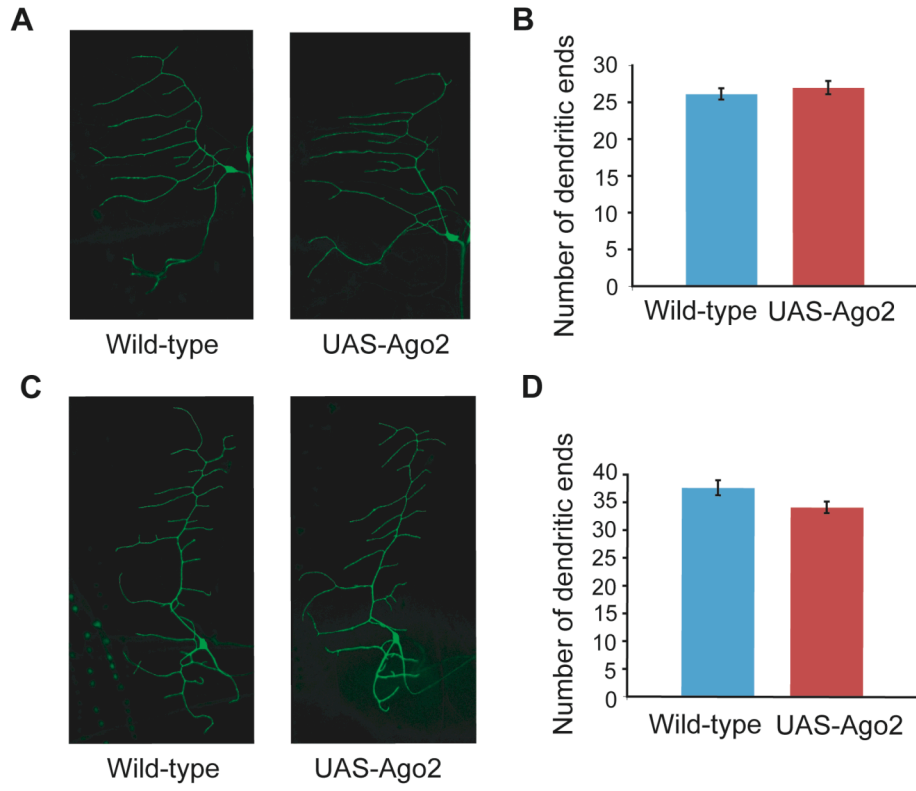 A
Wild-type
UAS-Ago2
B
Number of dendritic ends
30
25
20
15
10
5
0
Wild-type
UAS-Ago2
C
Wild-type
UAS-Ago2
D
Number of dendritic ends
40
35
30
25
20
15
10
5
0
Wild-type
UAS-Ago2